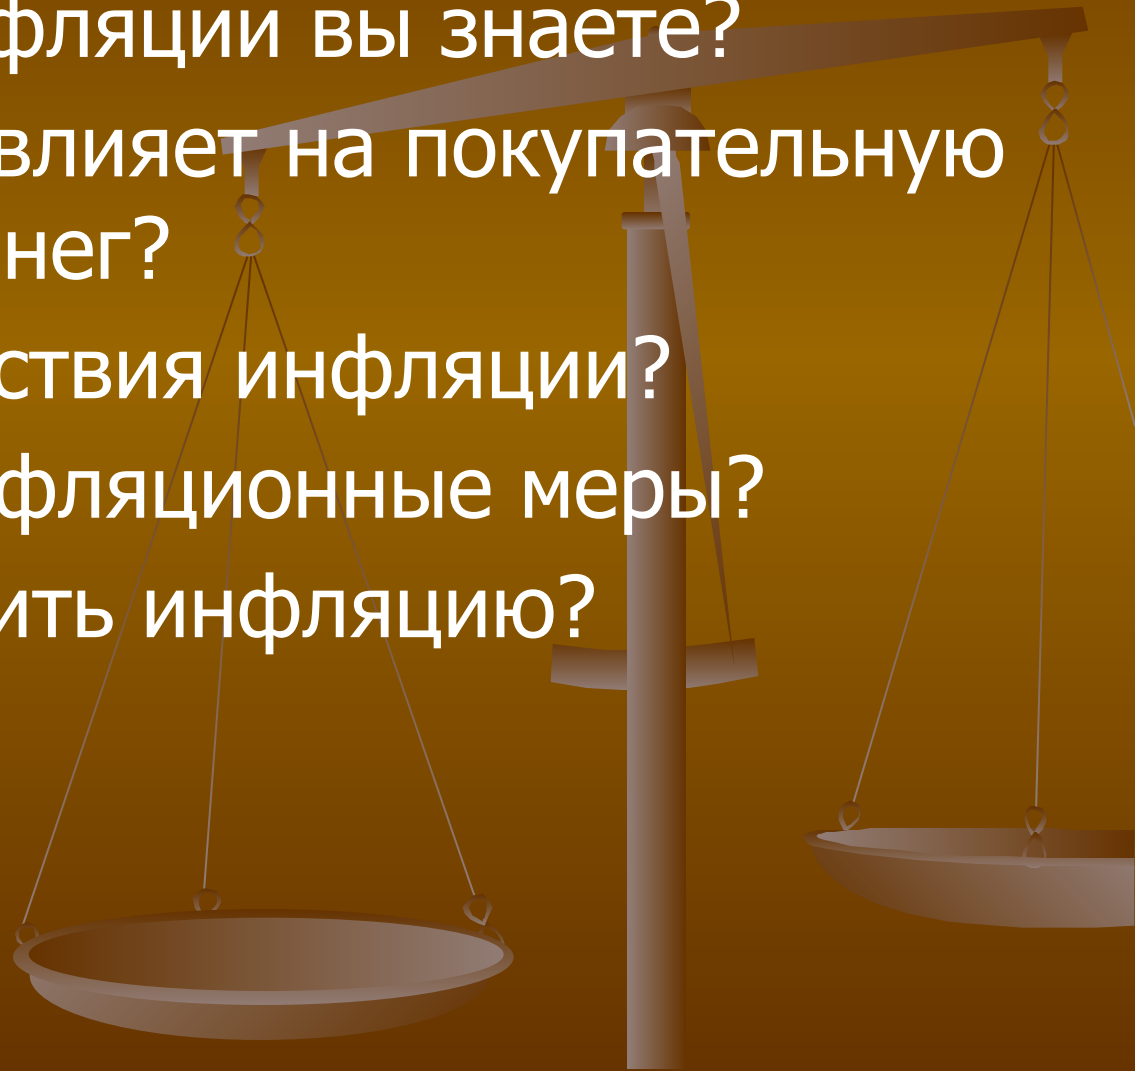 фляции вы знаете?
влияет на покупательную
нег?
ствия инфляции?
фляционные меры?
ить инфляцию?